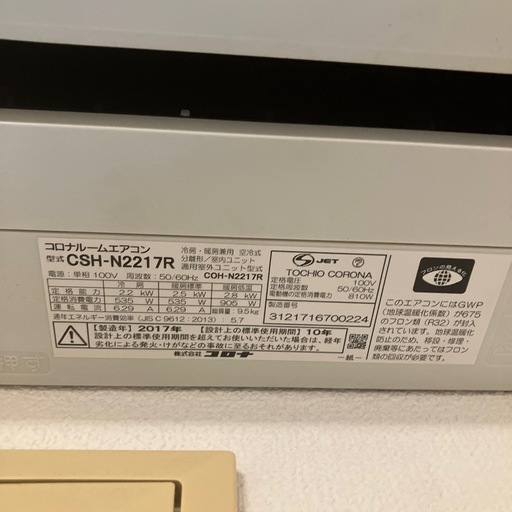 コロナルームエアコン
冷房・暖房兼用 空冷式
型式 CSH-N2217R
分離形/室内ユニット
適用室外ユニット型式 COH-N2217R
電源:単相 100V 周波数:50/60Hz
冷房 暖房標準 暖房低温
定格能力 2.2 kW 2.5 kW 2.8 kW
定格消費電力 535 W 535 W 905 W
運転電流 6.29 A 6.29 A 総質量: 9.5kg
通年エネルギー消費効率 (JIS C 9612:2013): 5.7
【製造年】2017年 【設計上の標準使用期間】10年
設計上の標準使用期間を超えてお使いいただいた場合は、経年
劣化による発火・けがなどの事故に至るおそれがあります。
株式会社 コロナ
―紙―
S JET
TOCHIO CORONA
定格電圧 100V
定格周波数 50/60Hz
電動機の定格消費電力 810W
製造番号
3121716700224
フロンの見える化
このエアコンにはGWP
(地球温暖化係数)が675
のフロン類(R32)が封入
されています。地球温暖化
防止のため、移設・修理・
廃棄等にあたってはフロン
類の回収が必要です。